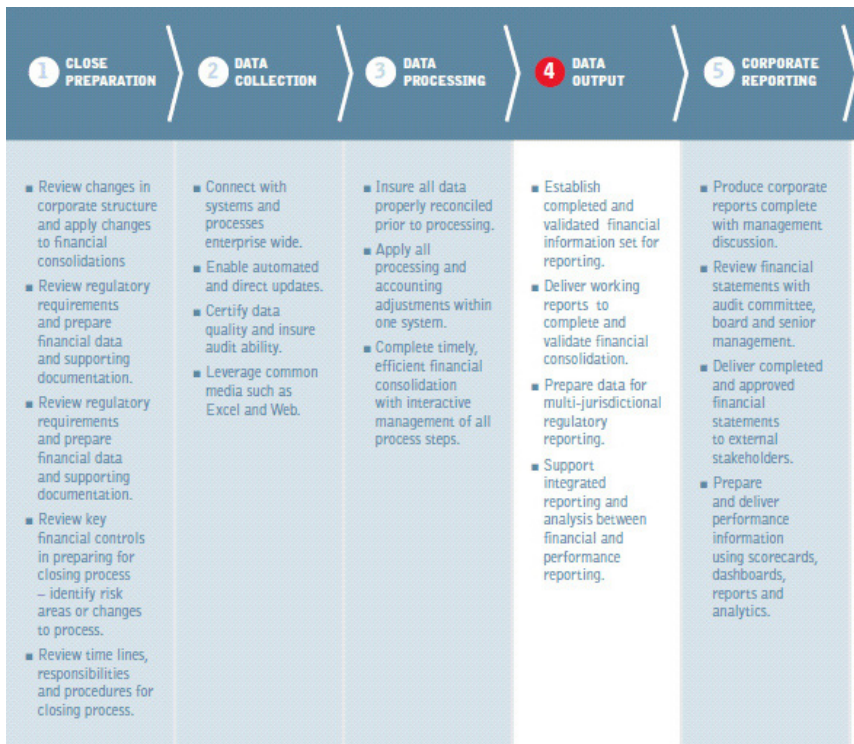 1 CLOSE
PREPARATION
2 DATA
COLLECTION
3 DATA
PROCESSING
4 DATA
OUTPUT
5 CORPORATE
REPORTING
■ Review changes in
corporate structure
and apply changes
to financial
consolidations
■ Review regulatory
requirements
and prepare
financial data
and supporting
documentation.
■ Review regulatory
requirements
and prepare
financial data
and supporting
documentation.
■ Review key
financial controls
in preparing for
closing process
– identify risk
areas or changes
to process.
■ Review time lines,
responsibilities
and procedures for
closing process.
■ Connect with
systems and
processes
enterprise wide.
■ Enable automated
and direct updates.
■ Certify data
quality and insure
audit ability.
■ Leverage common
media such as
Excel and Web.
■ Insure all data
properly reconciled
prior to processing.
■ Apply all
processing and
accounting
adjustments within
one system.
■ Complete timely,
efficient financial
consolidation
with interactive
management of all
process steps.
■ Establish
completed and
validated financial
information set for
reporting.
■ Deliver working
reports to
complete and
validate financial
consolidation.
■ Prepare data for
multi-jurisdictional
regulatory
reporting.
■ Support
integrated
reporting and
analysis between
financial and
performance
reporting.
■ Produce corporate
reports complete
with management
discussion.
■ Review financial
statements with
audit committee,
board and senior
management.
■ Deliver completed
and approved
financial
statements
to external
stakeholders.
■ Prepare
and deliver
performance
information
using scorecards,
dashboards,
reports and
analytics.